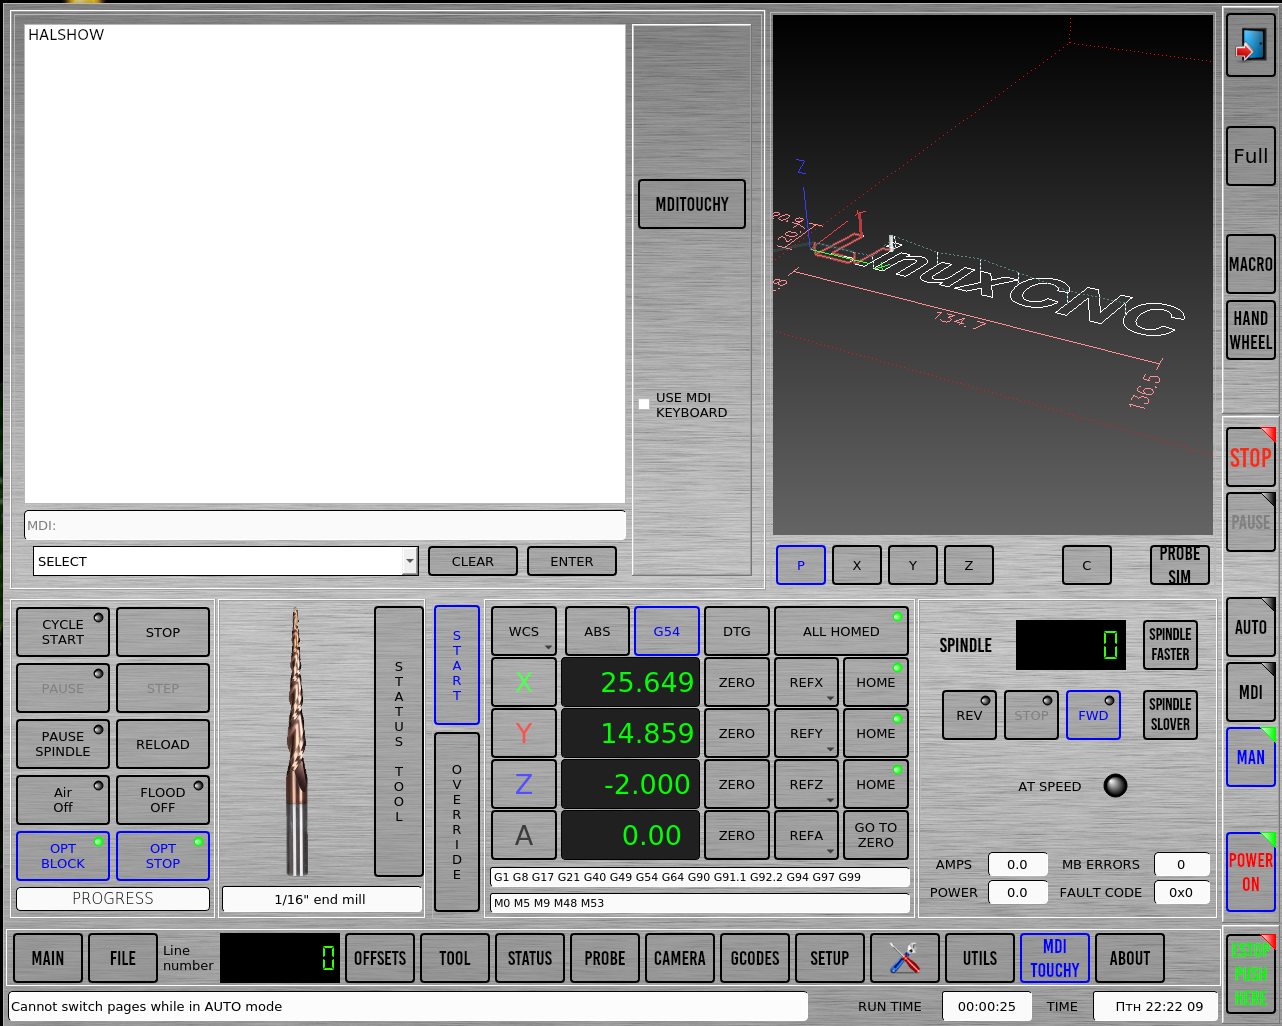 HALSHOW
MDITOUCHY
USE MDI
KEYBOARD
MDI:
SELECT
CLEAR
ENTER
Z
LinuxCNC
134.7
136.5
P
X
Y
Z
C
PROBE
SIM
Full
MACRO
HAND
WHEEL
STOP
PAUSE
AUTO
MDI
MAN
POWER
ON
ESTOP
PUSH
HERE
CYCLE
START
STOP
PAUSE
STEP
PAUSE
SPINDLE
RELOAD
Air
Off
FLOOD
OFF
OPT
BLOCK
OPT
STOP
PROGRESS
STATUS TOOL
1/16" end mill
START
OVERRIDE
WCS
ABS
G54
DTG
ALL HOMED
X
25.649
ZERO
REFX
HOME
Y
14.859
ZERO
REFY
HOME
Z
-2.000
ZERO
REFZ
HOME
A
0.00
ZERO
REFA
GO TO
ZERO
G1 G8 G17 G21 G40 G49 G54 G64 G90 G91.1 G92.2 G94 G97 G99
M0 M5 M9 M48 M53
SPINDLE
0
SPINDLE
FASTER
REV
STOP
FWD
SPINDLE
SLOVER
AT SPEED
AMPS
0.0
MB ERRORS
0
POWER
0.0
FAULT CODE
0x0
MAIN
FILE
Line
number
0
OFFSETS
TOOL
STATUS
PROBE
CAMERA
GCODES
SETUP
UTILS
MDI
TOUCHY
ABOUT
Cannot switch pages while in AUTO mode
RUN TIME
00:00:25
TIME
Птн 22:22 09